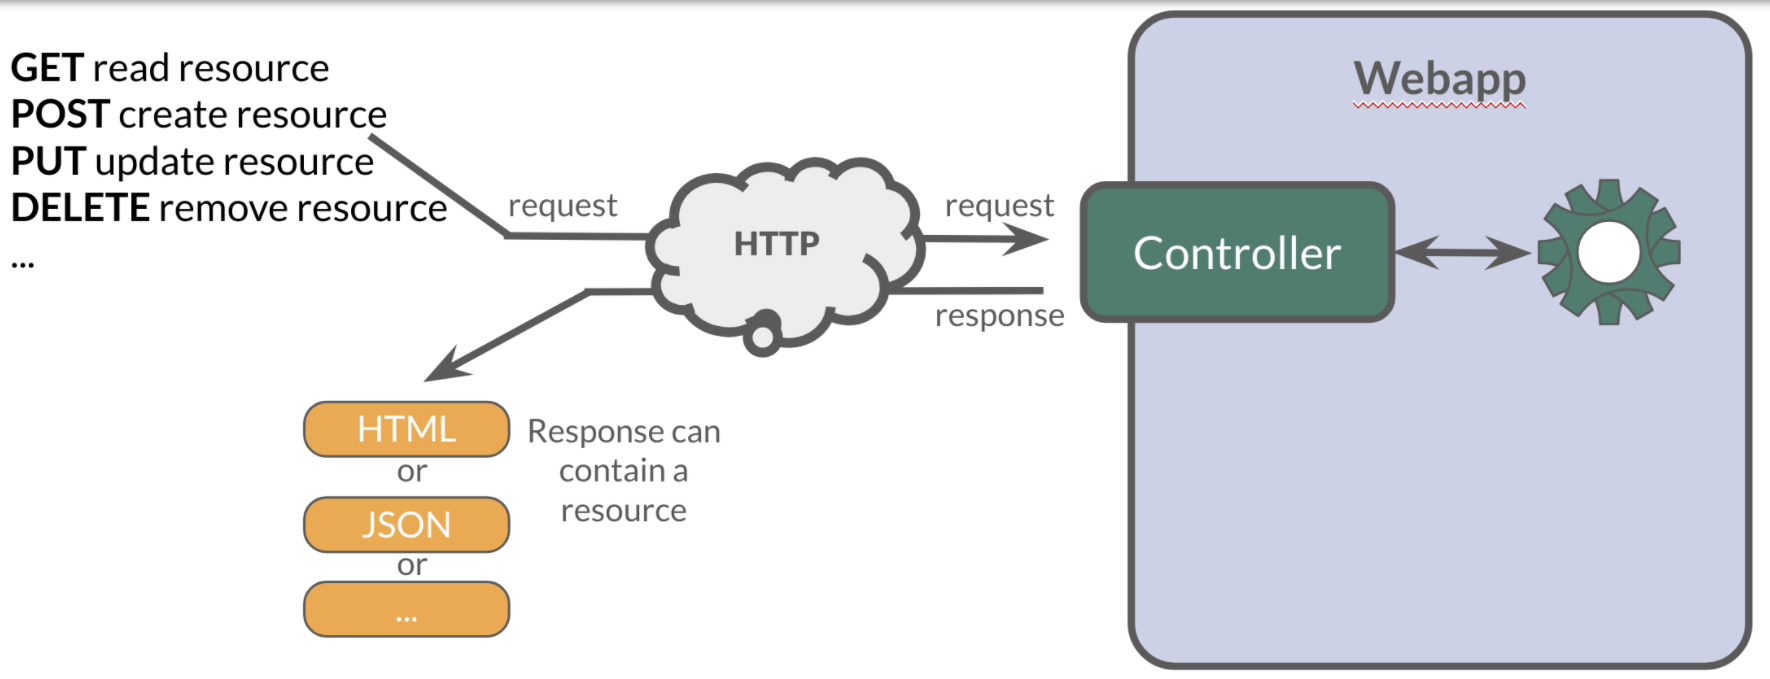 GET read resource
POST create resource
PUT update resource
DELETE remove resource
...
request
HTTP
request
response
Webapp
Controller
HTML
or
JSON
or
...
Response can
contain a
resource